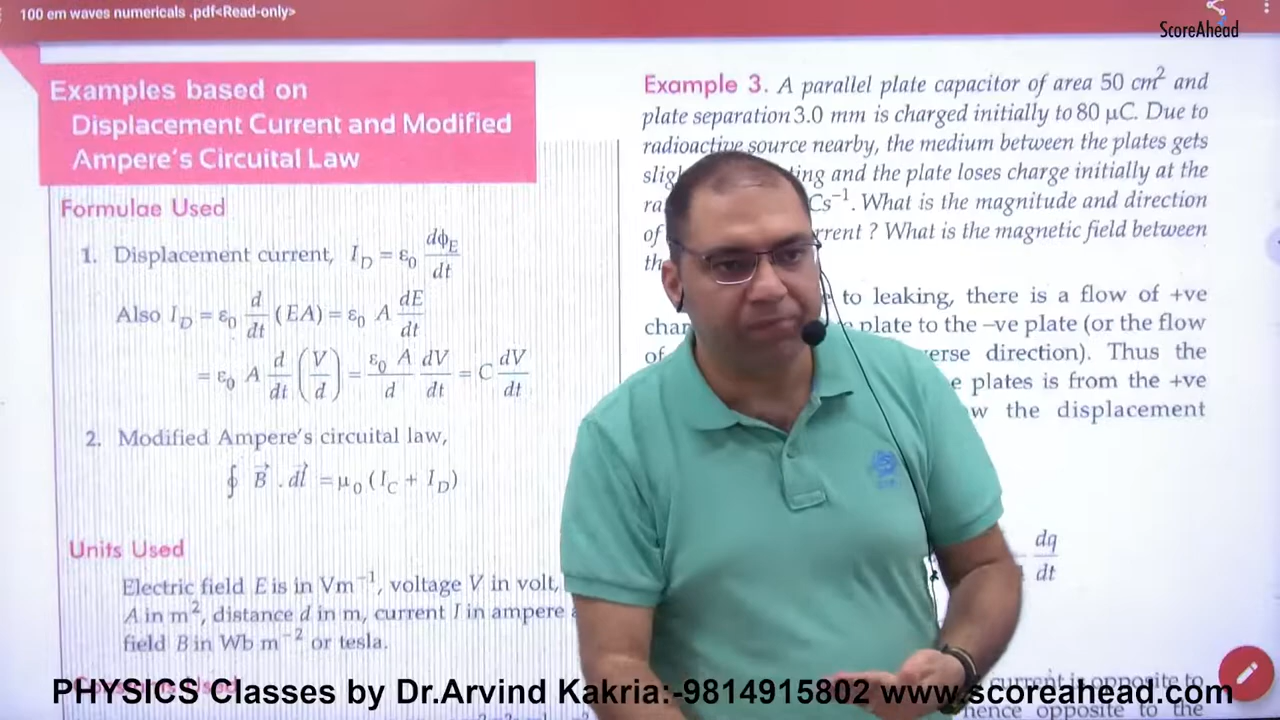 100 em waves numericals .pdf<Read-only>
ScoreAhead
Examples based on
Displacement Current and Modified
Ampere's Circuital Law
Formulae Used
1. Displacement current, I_D = ε₀ dϕ_E/dt
Also I_D = ε₀ d/dt (EA) = ε₀ A dE/dt
= ε₀ A d/dt (V/d) = ε₀ A/d dV/dt = C dV/dt
2. Modified Ampere's circuital law,
∮ B⃗ . dl⃗ = μ₀ (I_C + I_D)
Units Used
Electric field E is in Vm⁻¹, voltage V in volt,
A in m², distance d in m, current I in ampere
field B in Wb m⁻² or tesla.
Example 3. A parallel plate capacitor of area 50 cm² and
plate separation 3.0 mm is charged initially to 80 μC. Due to
radioactive source nearby, the medium between the plates gets
and the plate loses charge initially at the
Cs⁻¹. What is the magnitude and direction
of ? What is the magnetic field between
to leaking, there is a flow of +ve
plate to the –ve plate (or the flow
of direction). Thus the
plates is from the +ve
the displacement
dq/dt
current is opposite to
hence opposite to the
PHYSICS Classes by Dr.Arvind Kakria:-9814915802 www.scoreahead.com